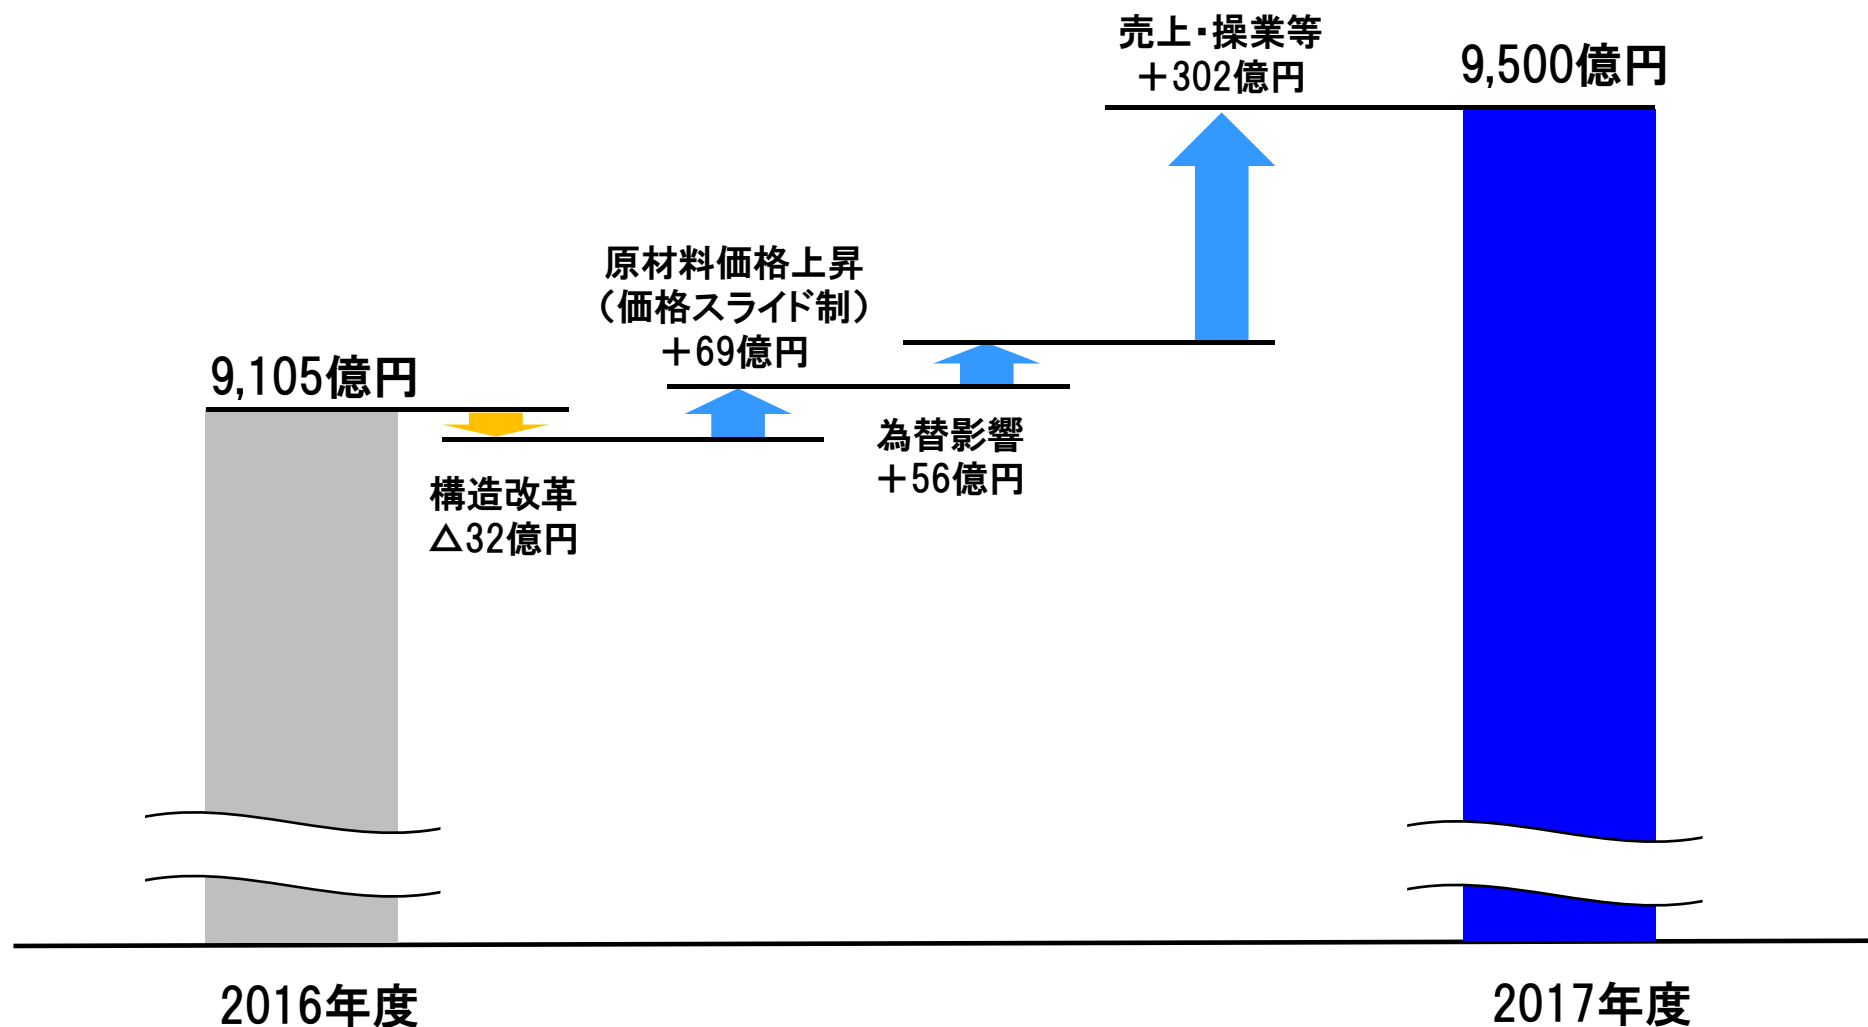 売上・操業等
＋302億円
9,500億円
原材料価格上昇
（価格スライド制）
＋69億円
9,105億円
為替影響
＋56億円
構造改革
△32億円
2016年度
2017年度